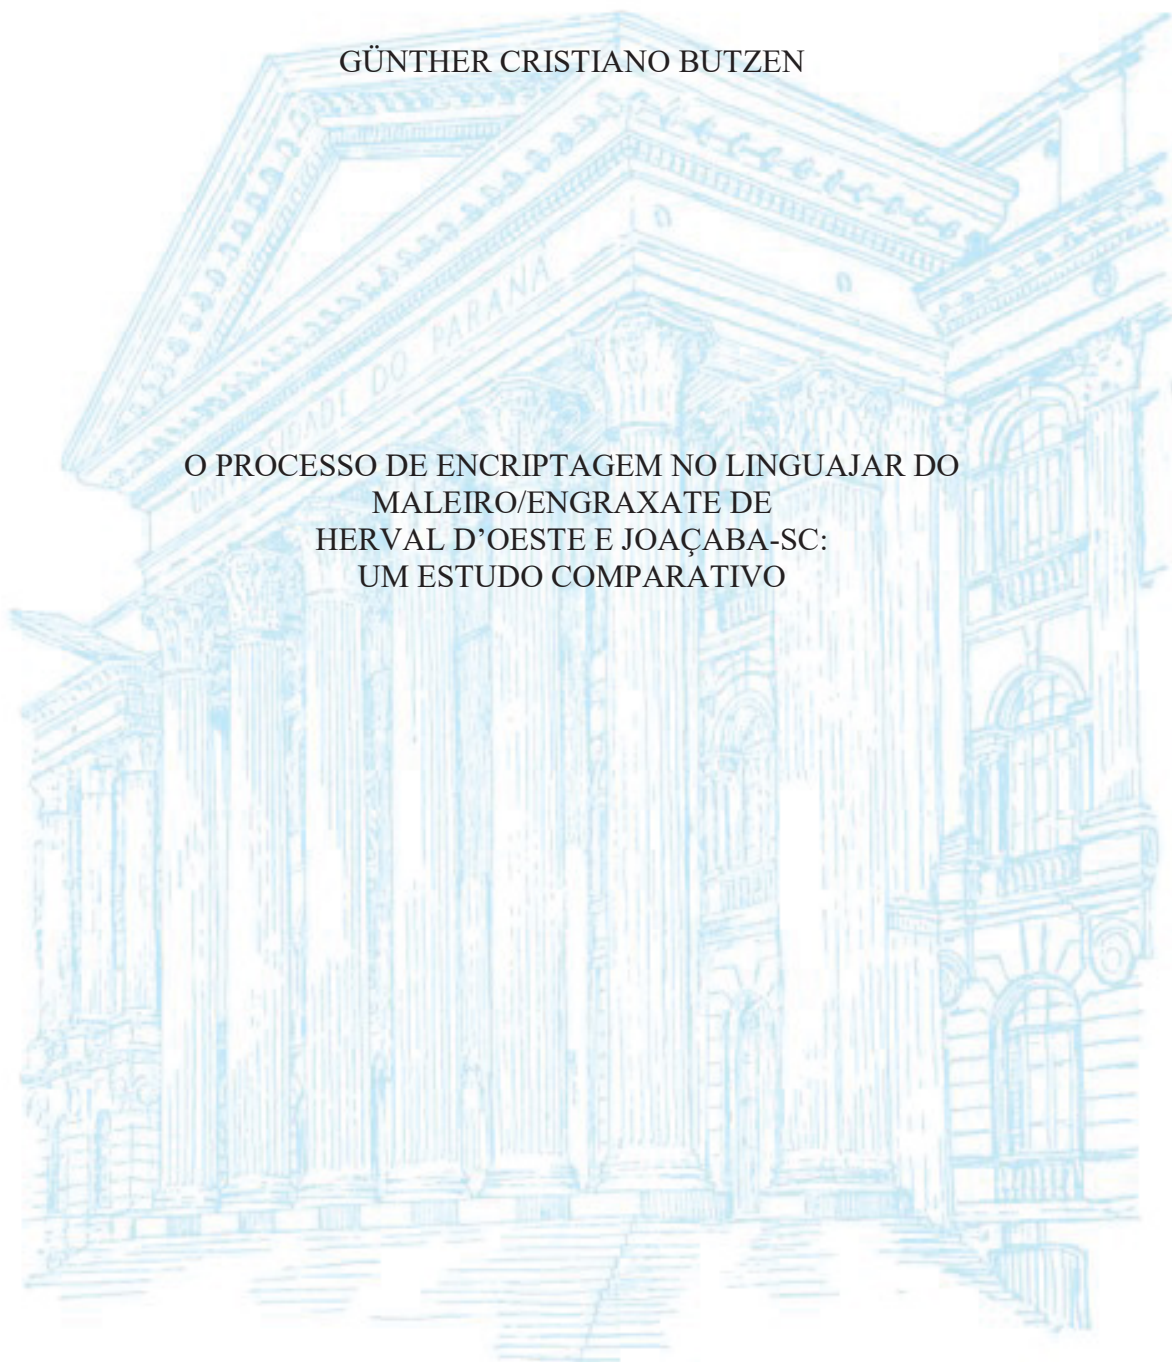 GÜNTHER CRISTIANO BUTZEN
UNIVERSIDADE DO PARANÁ
O PROCESSO DE ENCRIPTAGEM NO LINGUAJAR DO
MALEIRO/ENGRAXATE DE
HERVAL D’OESTE E JOAÇABA-SC:
UM ESTUDO COMPARATIVO